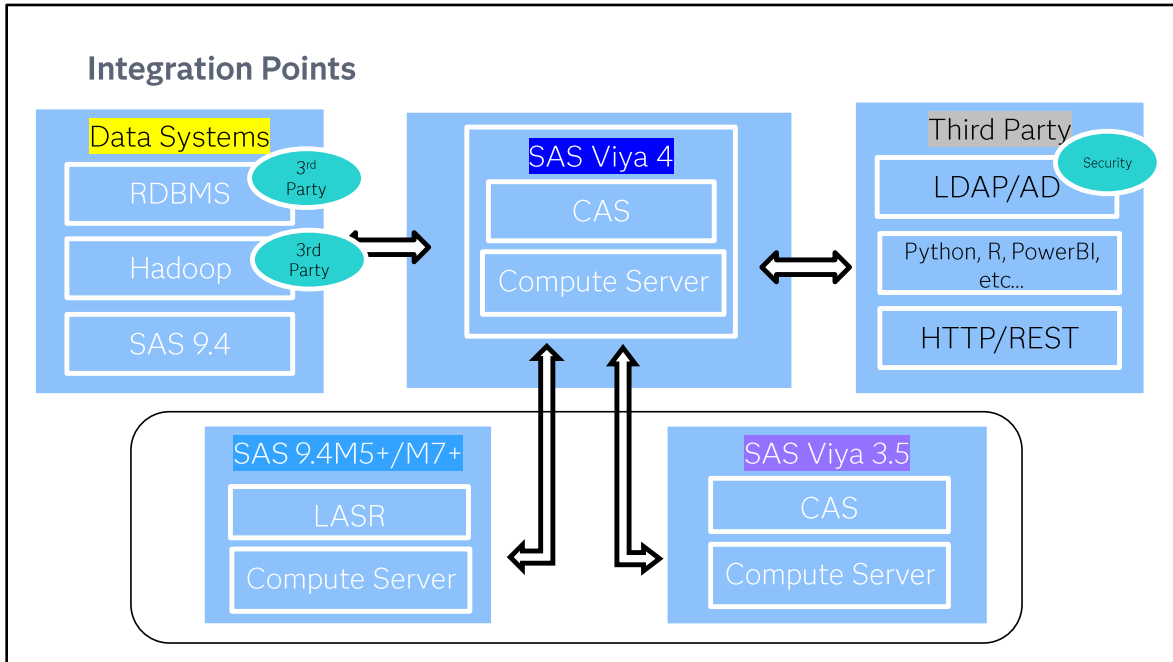 Integration Points
Data Systems
RDBMS
3rd
Party
Hadoop
3rd
Party
SAS 9.4
SAS Viya 4
CAS
Compute Server
Third Party
Security
LDAP/AD
Python, R, PowerBI,
etc...
HTTP/REST
SAS 9.4M5+/M7+
LASR
Compute Server
SAS Viya 3.5
CAS
Compute Server